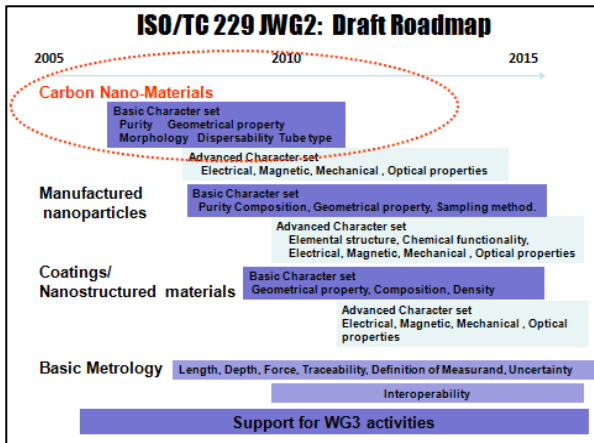 ISO/TC 229 JWG2: Draft Roadmap
2005 2010 2015
Carbon Nano-Materials
Basic Character set
Purity Geometrical property
Morphology Dispersability Tube type
Advanced Character set
Electrical, Magnetic, Mechanical , Optical properties
Manufactured
nanoparticles
Basic Character set
Purity Composition, Geometrical property, Sampling method.
Advanced Character set
Elemental structure, Chemical functionality,
Electrical, Magnetic, Mechanical , Optical properties
Coatings/
Nanostructured materials
Basic Character set
Geometrical property, Composition, Density
Advanced Character set
Electrical, Magnetic, Mechanical , Optical
properties
Basic Metrology
Length, Depth, Force, Traceability, Definition of Measurand, Uncertainty
Interoperability
Support for WG3 activities